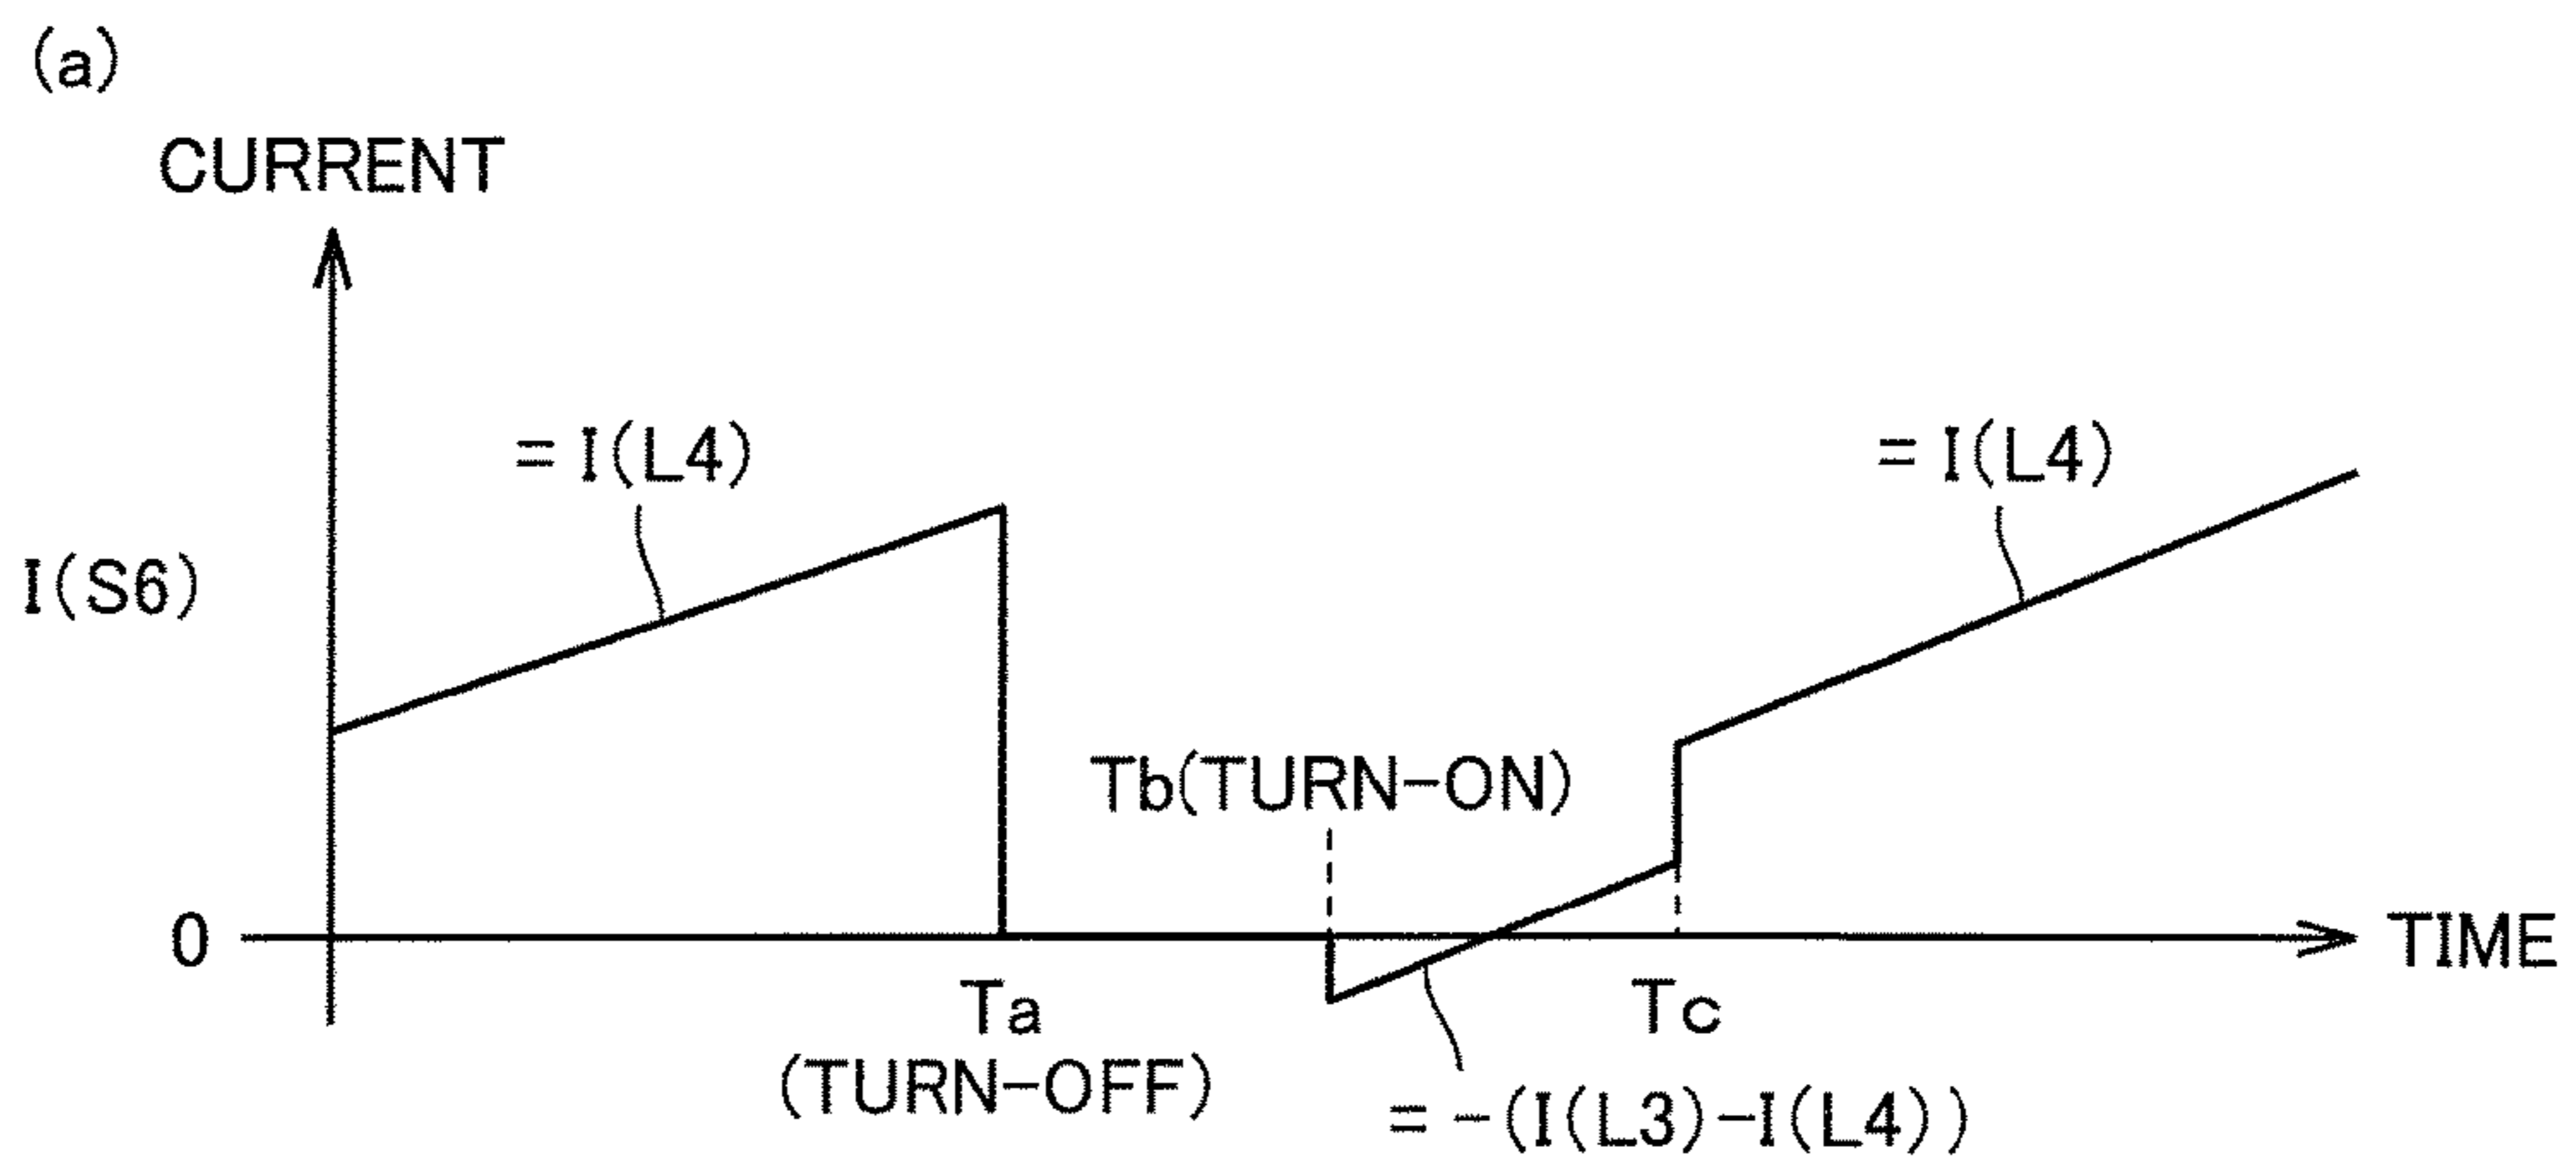 (a)
CURRENT
= I(L4)
= I(L4)
I(S6)
Tb(TURN-ON)
0
TIME
Ta
(TURN-OFF)
Tc
= -(I(L3)-I(L4))